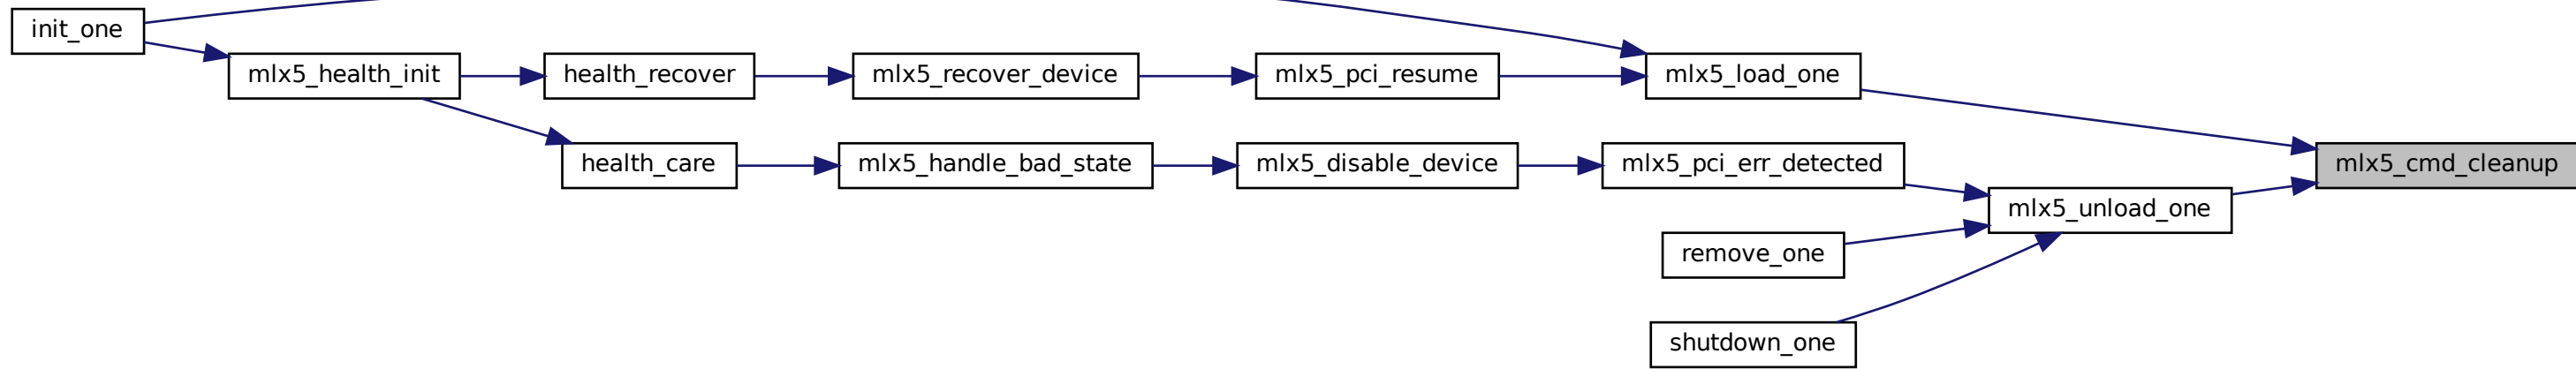 init_one
mlx5_health_init
health_recover
mlx5_recover_device
mlx5_pci_resume
mlx5_load_one
health_care
mlx5_handle_bad_state
mlx5_disable_device
mlx5_pci_err_detected
mlx5_cmd_cleanup
mlx5_unload_one
remove_one
shutdown_one